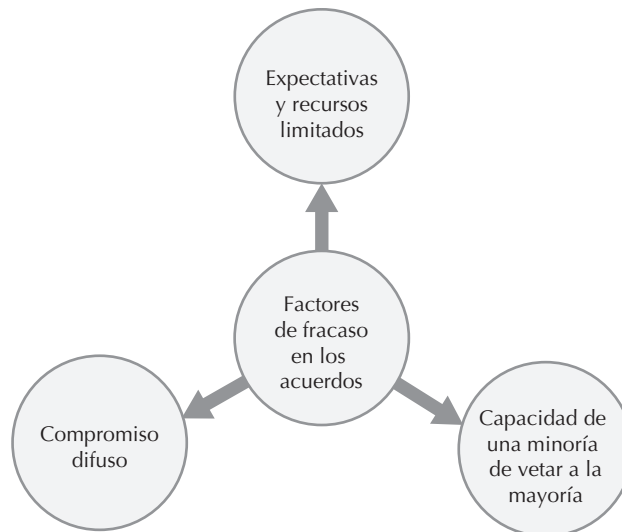 Expectativas
y recursos
limitados
Factores
de fracaso
en los
acuerdos
Compromiso
difuso
Capacidad de
una minoría
de vetar a la
mayoría